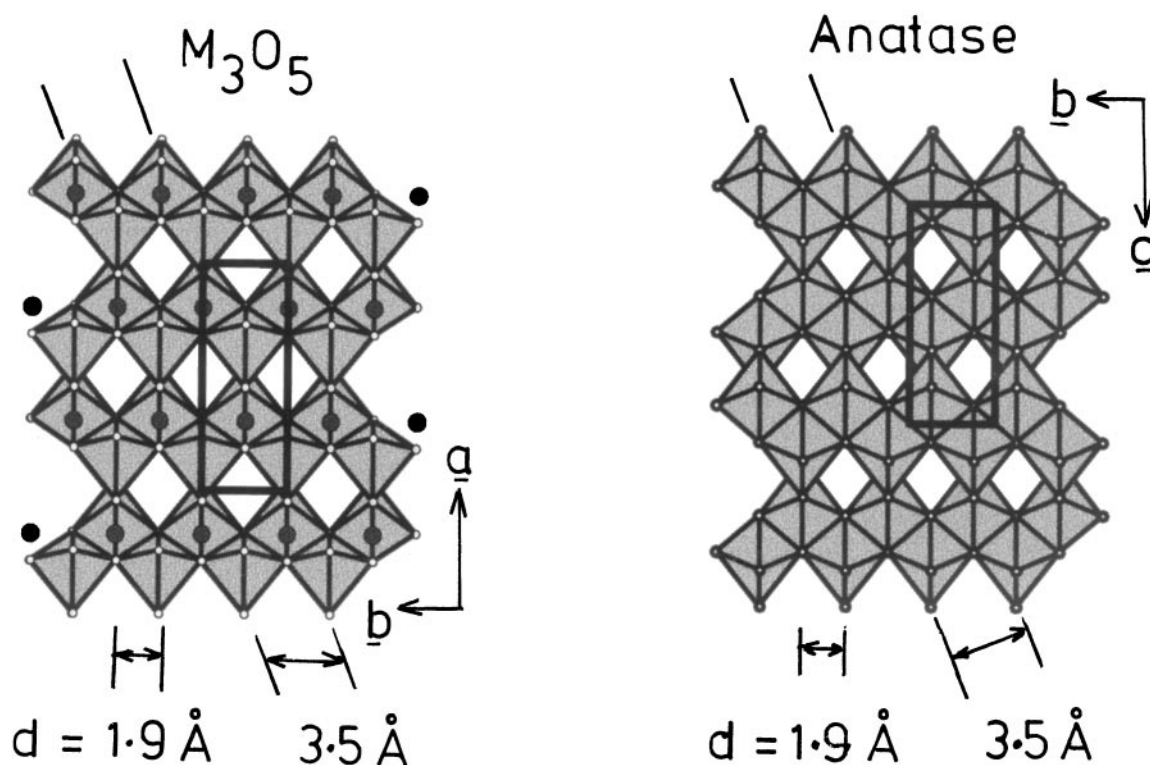 M₃O₅
a
b
d = 1·9 Å 3·5 Å
Anatase
b
c
d = 1·9 Å 3·5 Å